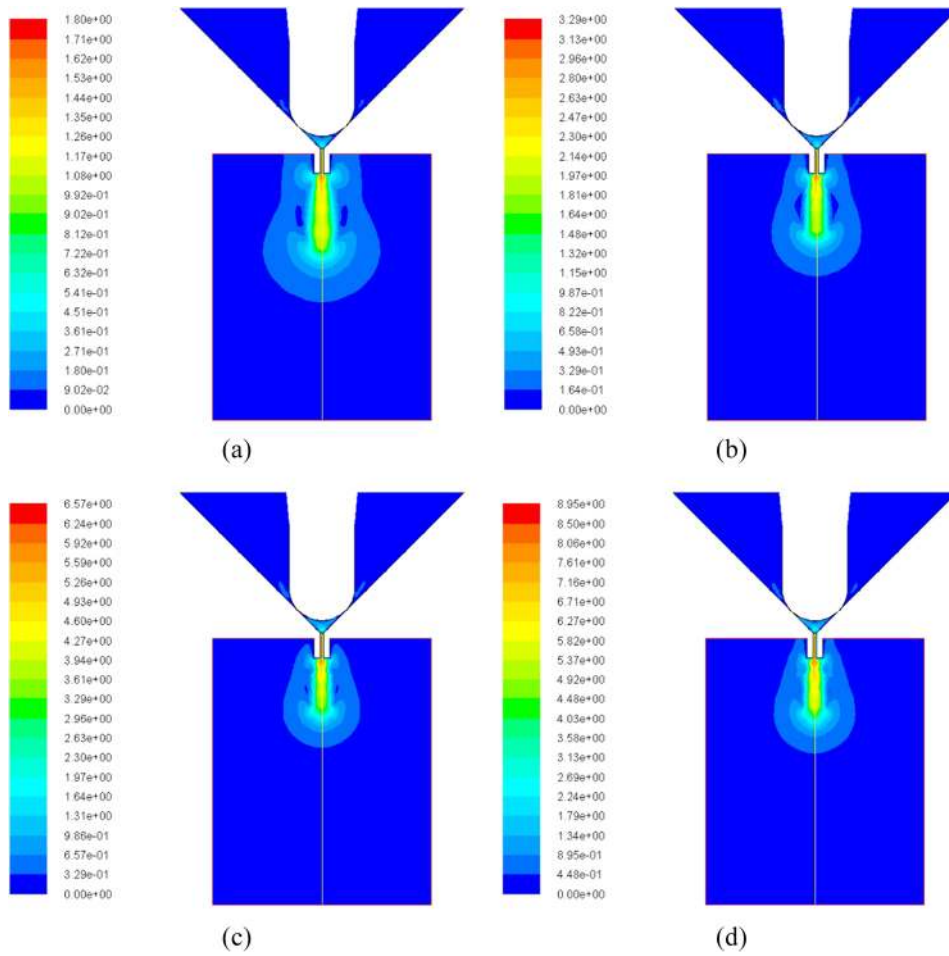 1.80e+00
1.71e+00
1.62e+00
1.53e+00
1.44e+00
1.35e+00
1.26e+00
1.17e+00
1.08e+00
9.92e-01
9.02e-01
8.12e-01
7.22e-01
6.32e-01
5.41e-01
4.51e-01
3.61e-01
2.71e-01
1.80e-01
9.02e-02
0.00e+00
(a)
3.29e+00
3.13e+00
2.96e+00
2.80e+00
2.63e+00
2.47e+00
2.30e+00
2.14e+00
1.97e+00
1.81e+00
1.64e+00
1.48e+00
1.32e+00
1.15e+00
9.87e-01
8.22e-01
6.58e-01
4.93e-01
3.29e-01
1.64e-01
0.00e+00
(b)
6.57e+00
6.24e+00
5.92e+00
5.59e+00
5.26e+00
4.93e+00
4.60e+00
4.27e+00
3.94e+00
3.61e+00
3.29e+00
2.96e+00
2.63e+00
2.30e+00
1.97e+00
1.64e+00
1.31e+00
9.86e-01
6.57e-01
3.29e-01
0.00e+00
(c)
8.95e+00
8.50e+00
8.06e+00
7.61e+00
7.16e+00
6.71e+00
6.27e+00
5.82e+00
5.37e+00
4.92e+00
4.48e+00
4.03e+00
3.58e+00
3.13e+00
2.69e+00
2.24e+00
1.79e+00
1.34e+00
8.95e-01
4.48e-01
0.00e+00
(d)